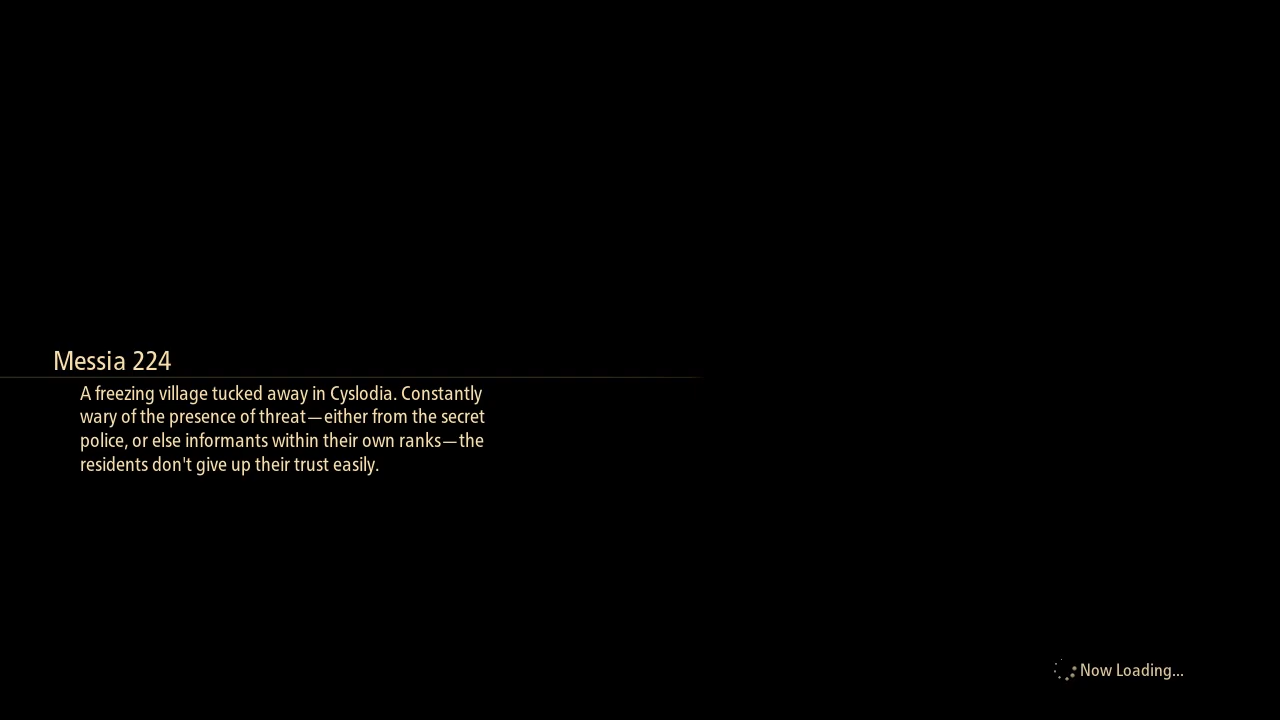 Messia 224
A freezing village tucked away in Cyslodia. Constantly
wary of the presence of threat—either from the secret
police, or else informants within their own ranks—the
residents don't give up their trust easily.
Now Loading...